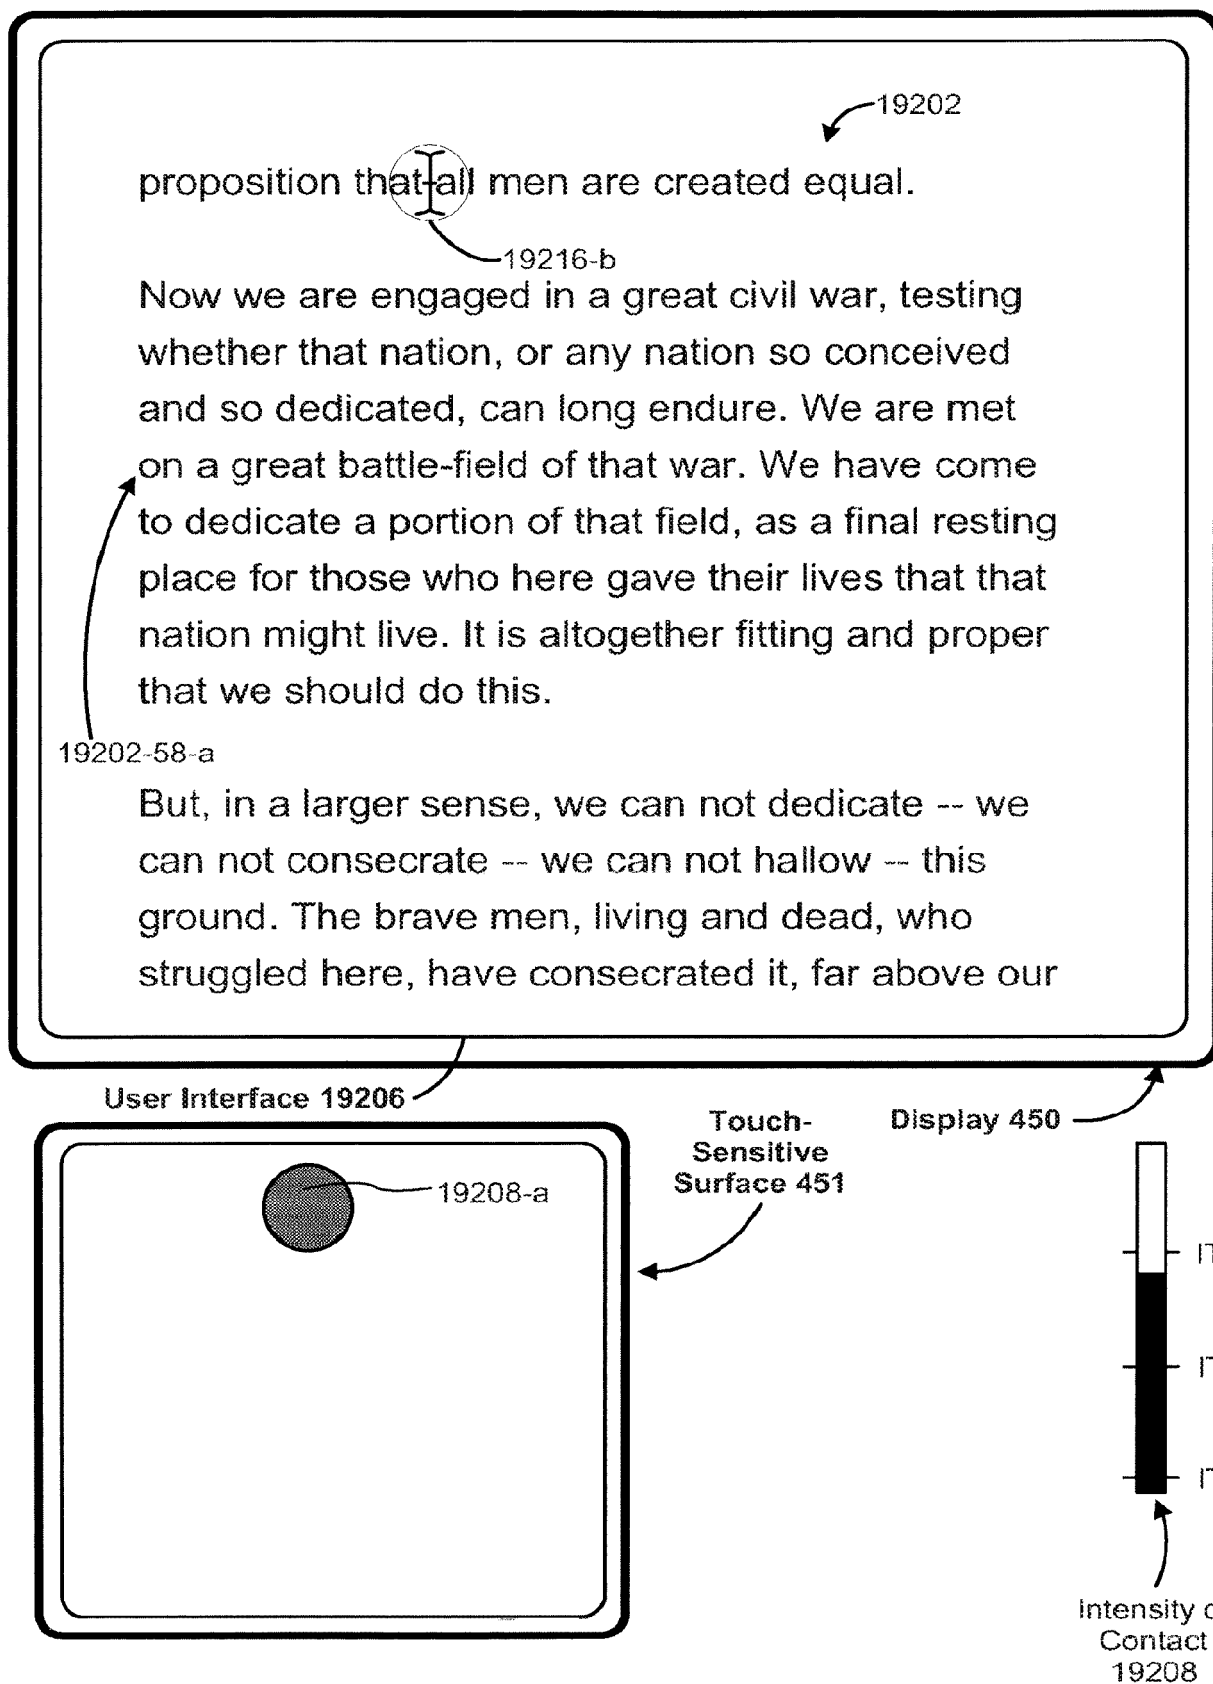 19202
proposition that all men are created equal.
19216-b
Now we are engaged in a great civil war, testing
whether that nation, or any nation so conceived
and so dedicated, can long endure. We are met
on a great battle-field of that war. We have come
to dedicate a portion of that field, as a final resting
place for those who here gave their lives that that
nation might live. It is altogether fitting and proper
that we should do this.
19202-58-a
But, in a larger sense, we can not dedicate -- we
can not consecrate -- we can not hallow -- this
ground. The brave men, living and dead, who
struggled here, have consecrated it, far above our
User Interface 19206
Touch-
Sensitive
Surface 451
Display 450
19208-a
Intensity
Contact
19208